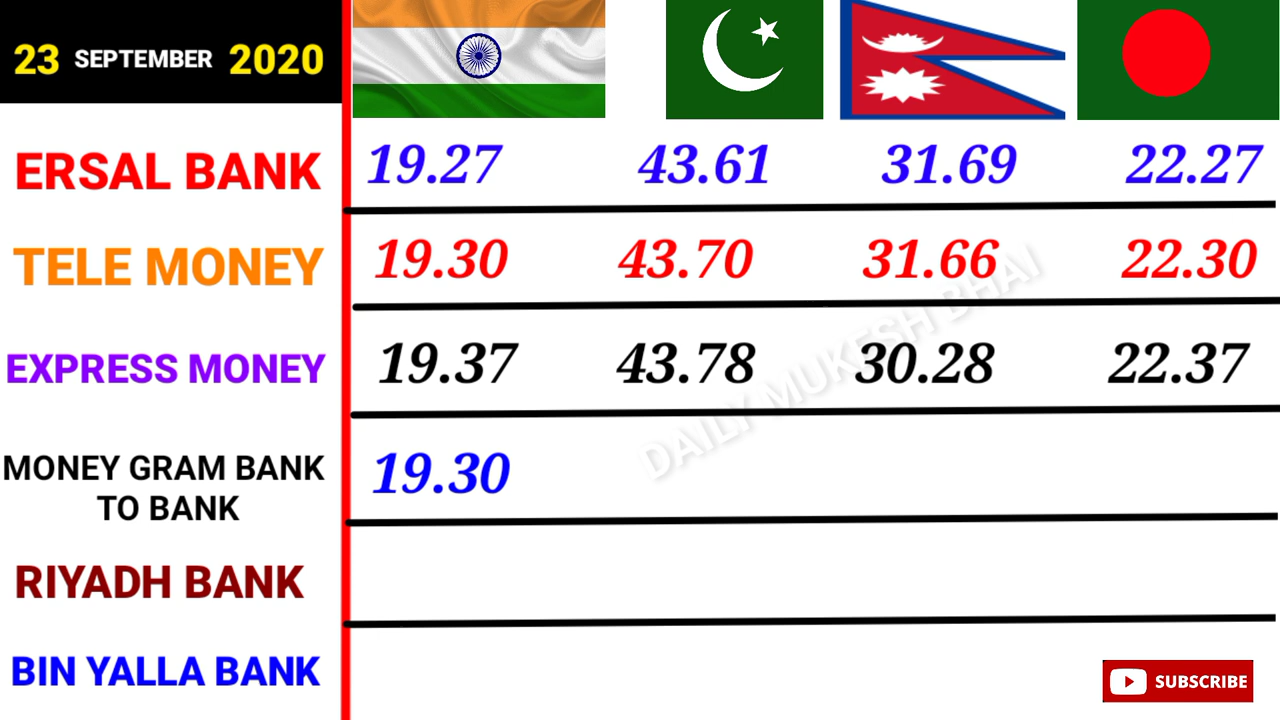 23 SEPTEMBER 2020
ERSAL BANK 19.27 43.61 31.69 22.27
TELE MONEY 19.30 43.70 31.66 22.30
EXPRESS MONEY 19.37 43.78 30.28 22.37
DAILY MUKESH BHAI
MONEY GRAM BANK
TO BANK
19.30
RIYADH BANK
BIN YALLA BANK
SUBSCRIBE